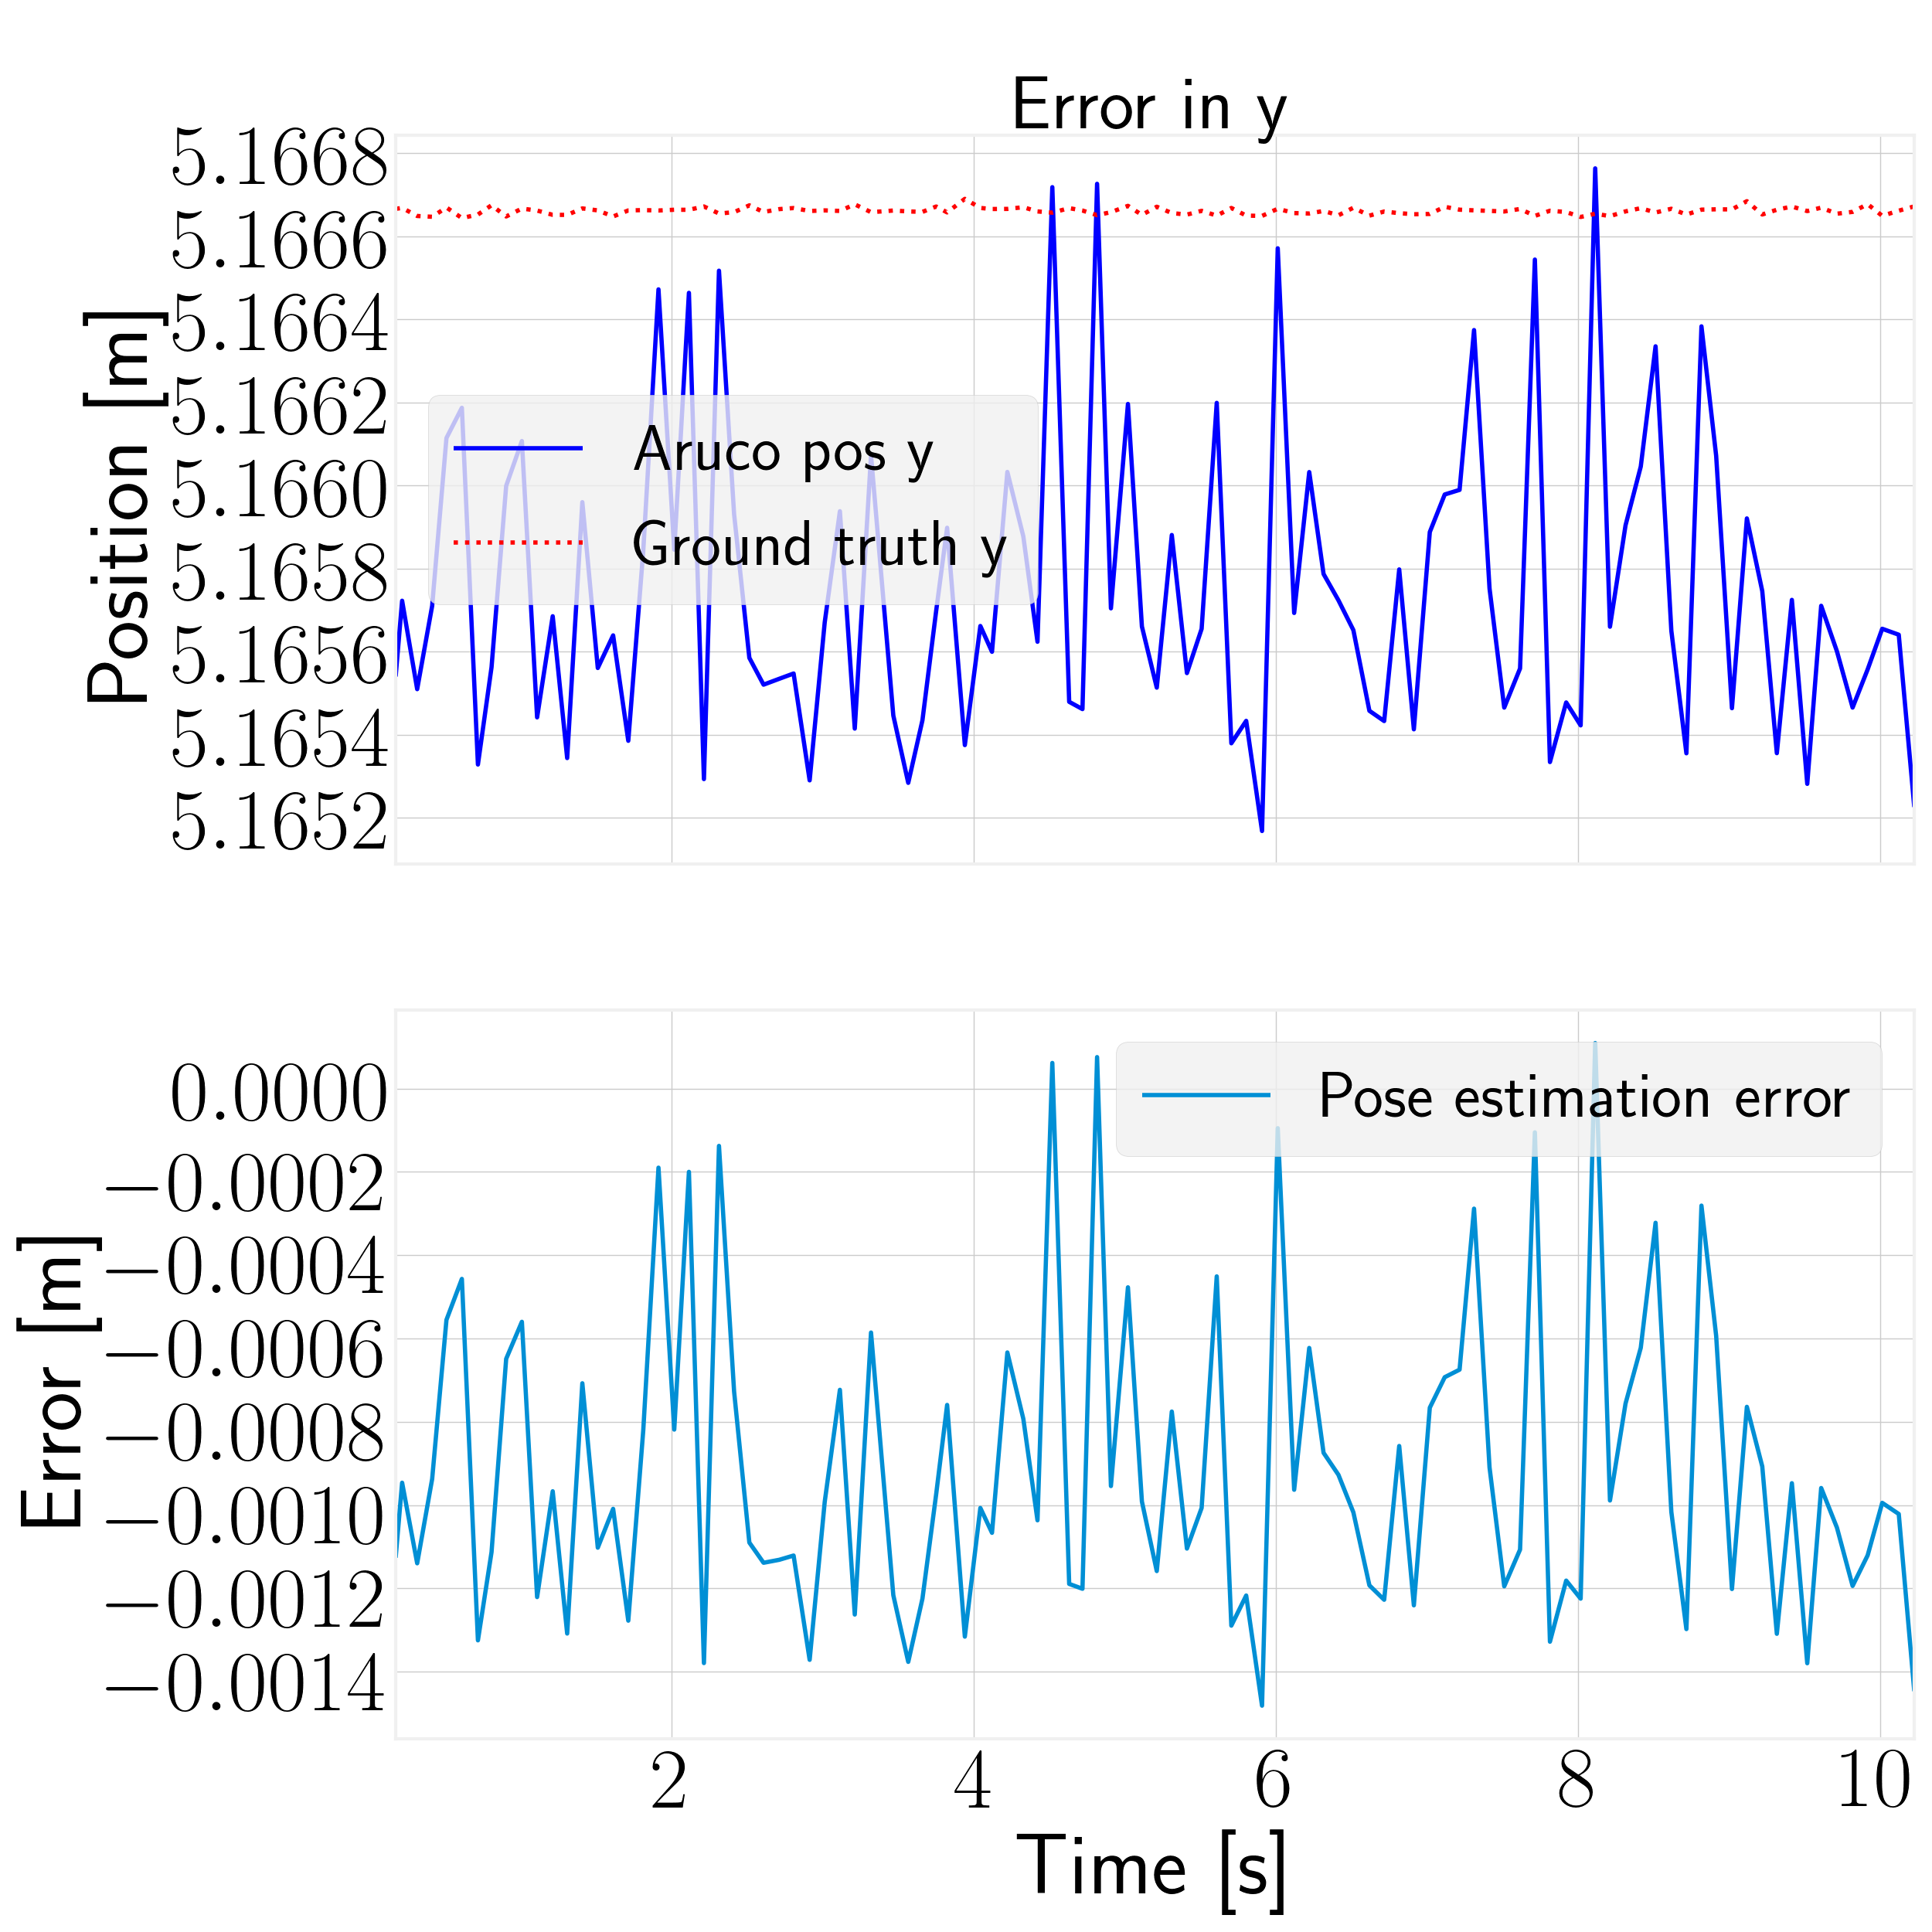 Error in y
Position [m]
5.1668
5.1666
5.1664
5.1662
5.1660
5.1658
5.1656
5.1654
5.1652
Aruco pos y
Ground truth y
Error [m]
0.0000
−0.0002
−0.0004
−0.0006
−0.0008
−0.0010
−0.0012
−0.0014
Pose estimation error
2 4 6 8 10
Time [s]